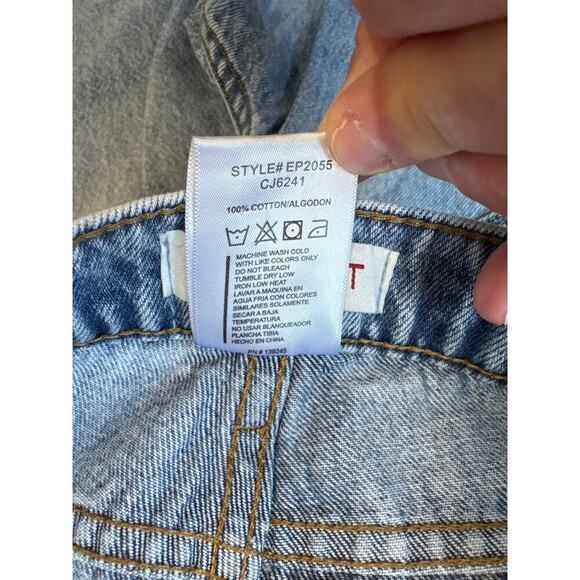 STYLE# EP2055
CJ6241
100% COTTON/ALGODON
MACHINE WASH COLD
WITH LIKE COLORS ONLY
DO NOT BLEACH
TUMBLE DRY LOW
IRON LOW HEAT
LAVAR A MAQUINA EN
AGUA FRIA CON COLORES
SIMILARES SOLAMENTE
SECAR A BAJA
TEMPERATURA
NO USAR BLANQUEADOR
PLANCHA TIBIA
HECHO EN CHINA
RN # 139245
T